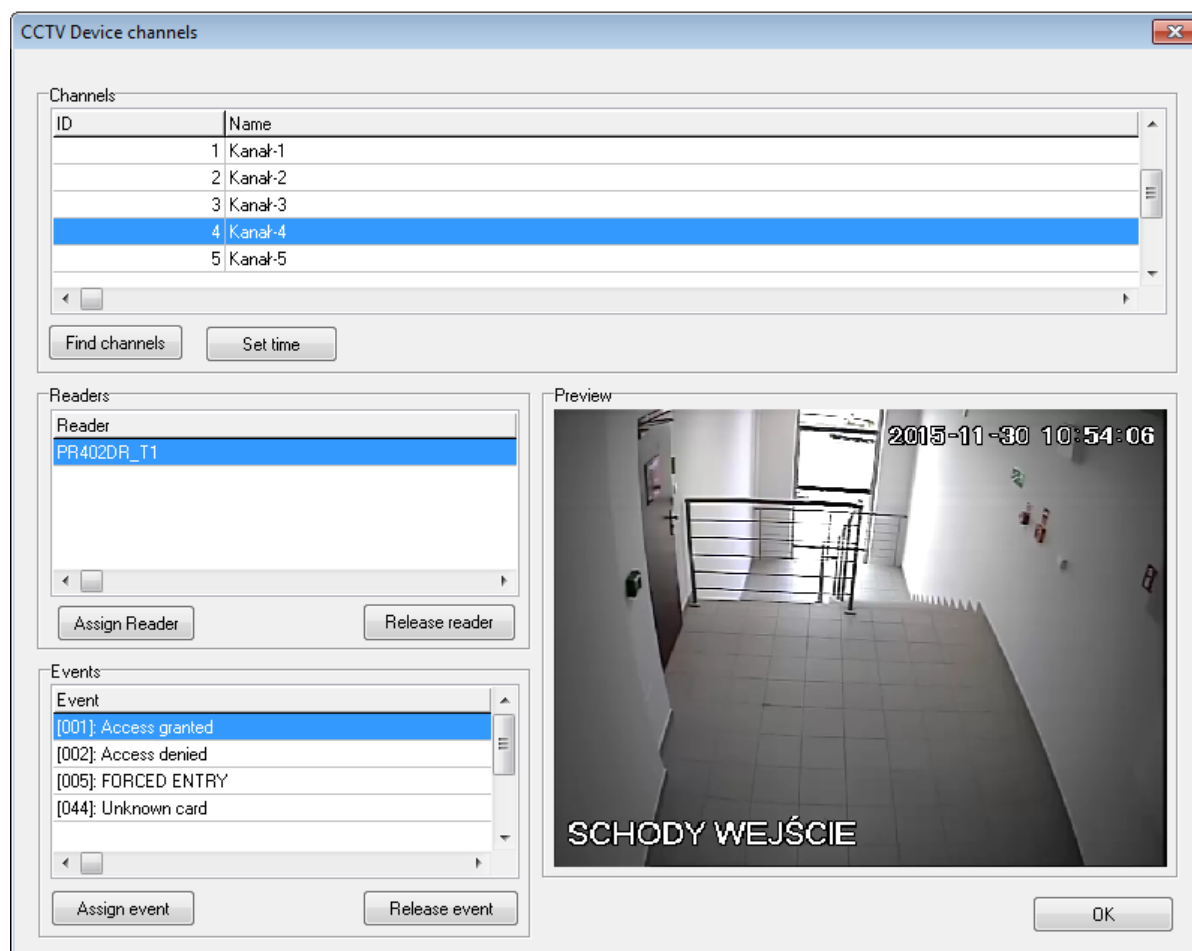 CCTV Device channels
Channels
ID Name
1 Kanał-1
2 Kanał-2
3 Kanał-3
4 Kanał-4
5 Kanał-5
Find channels Set time
Readers
Reader
PR402DR_T1
Assign Reader Release reader
Events
Event
[001]: Access granted
[002]: Access denied
[005]: FORCED ENTRY
[044]: Unknown card
Assign event Release event
Preview
2015-11-30 10:54:06
SCHODY WEJŚCIE
OK